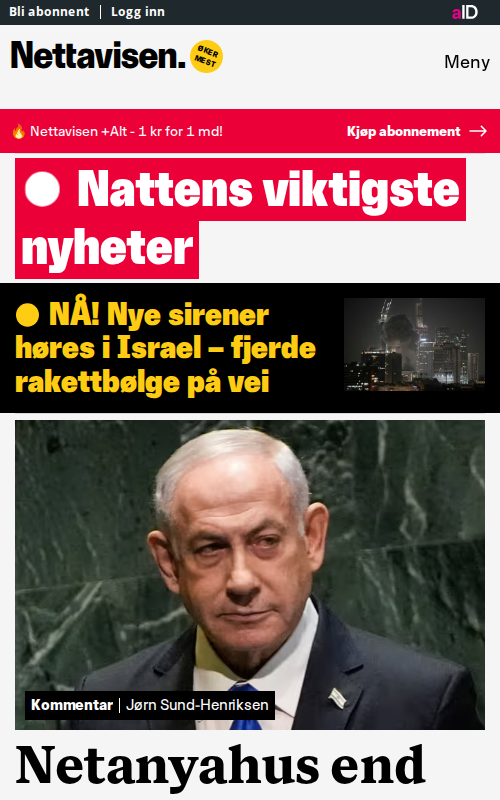 Bli abonnent | Logg inn
aID
Nettavisen.
ØKER
MEST
Meny
🔥 Nettavisen +Alt - 1 kr for 1 md!
Kjøp abonnement →
Nattens viktigste
nyheter
NÅ! Nye sirener
høres i Israel – fjerde
rakettbølge på vei
Kommentar | Jørn Sund-Henriksen
Netanyahus end